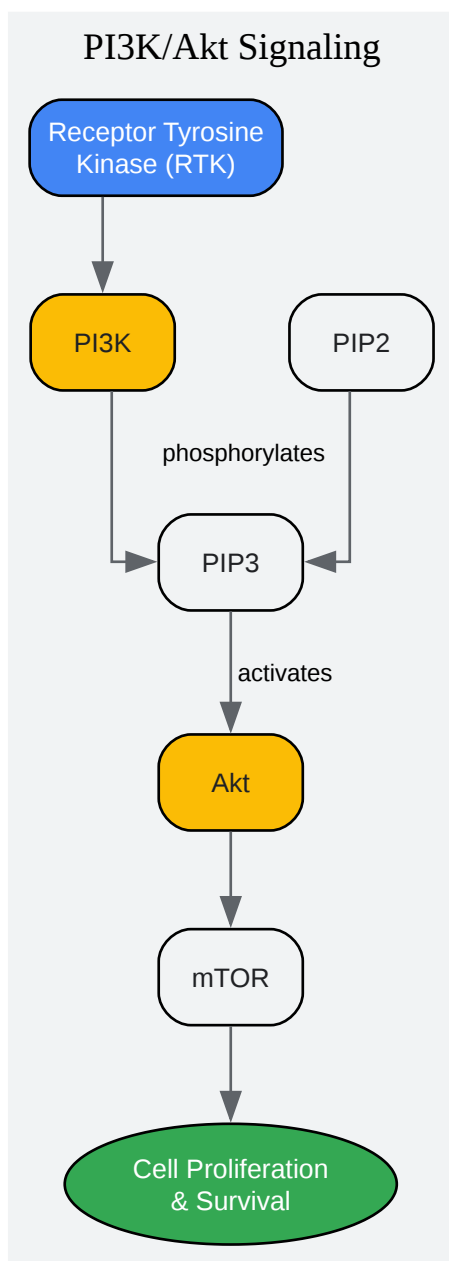 PI3K/Akt Signaling
Receptor Tyrosine
Kinase (RTK)
PI3K
PIP2
phosphorylates
PIP3
activates
Akt
mTOR
Cell Proliferation
& Survival